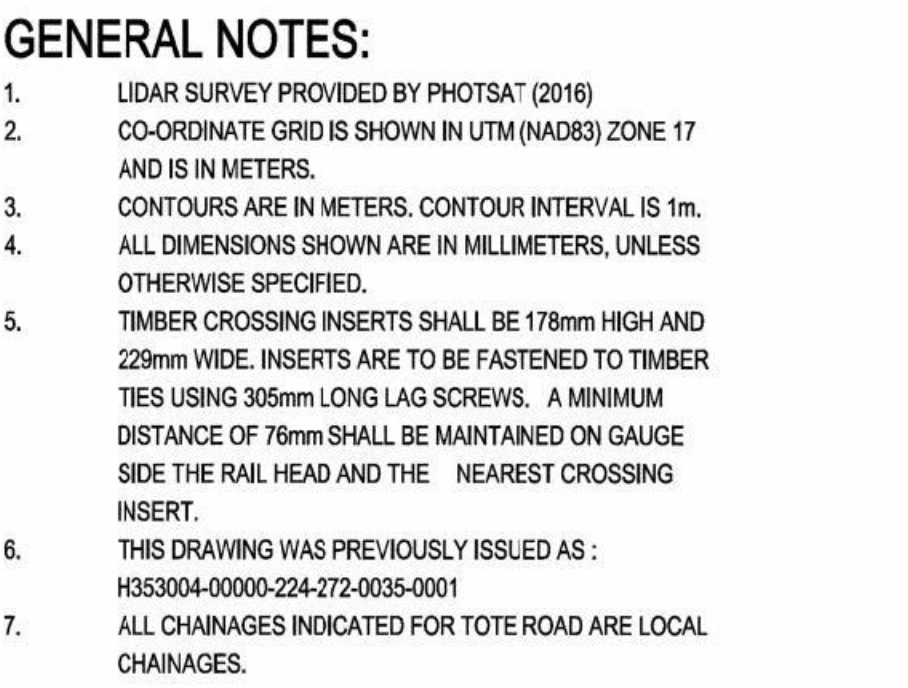 GENERAL NOTES:
1. LIDAR SURVEY PROVIDED BY PHOTSAT (2016)
2. CO-ORDINATE GRID IS SHOWN IN UTM (NAD83) ZONE 17
AND IS IN METERS.
3. CONTOURS ARE IN METERS. CONTOUR INTERVAL IS 1m.
4. ALL DIMENSIONS SHOWN ARE IN MILLIMETERS, UNLESS
OTHERWISE SPECIFIED.
5. TIMBER CROSSING INSERTS SHALL BE 178mm HIGH AND
229mm WIDE. INSERTS ARE TO BE FASTENED TO TIMBER
TIES USING 305mm LONG LAG SCREWS. A MINIMUM
DISTANCE OF 76mm SHALL BE MAINTAINED ON GAUGE
SIDE THE RAIL HEAD AND THE NEAREST CROSSING
INSERT.
6. THIS DRAWING WAS PREVIOUSLY ISSUED AS :
H353004-00000-224-272-0035-0001
7. ALL CHAINAGES INDICATED FOR TOTE ROAD ARE LOCAL
CHAINAGES.